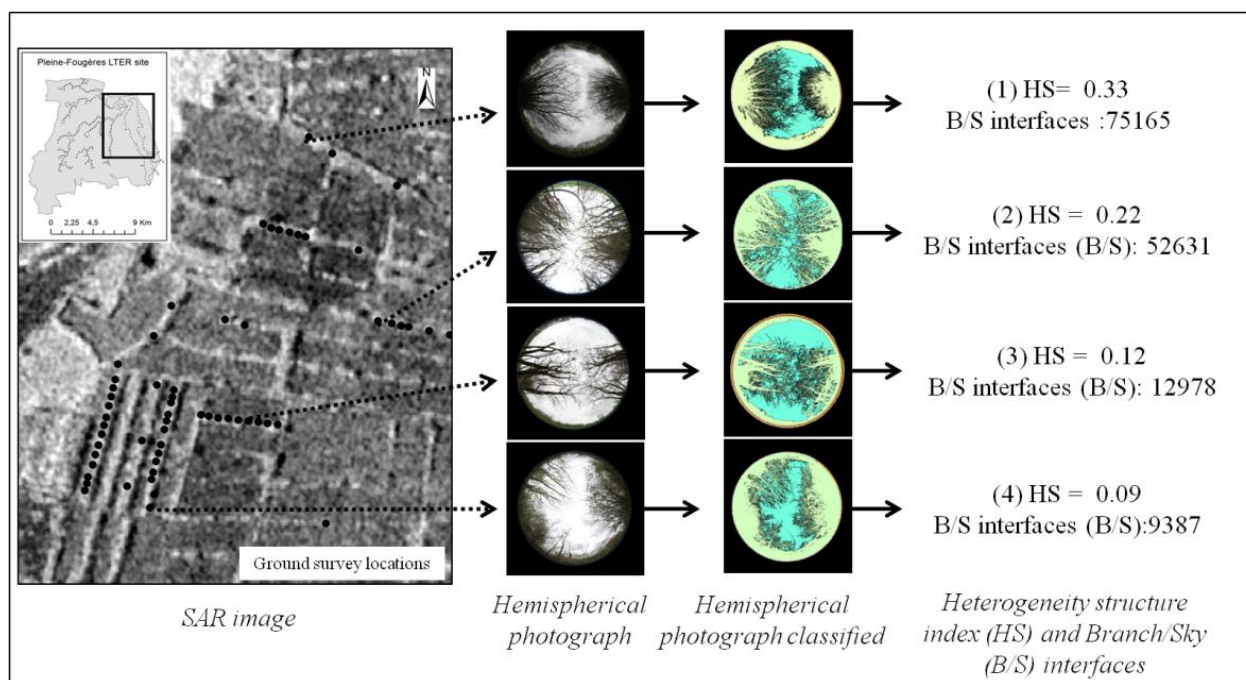 Pleine-Fougères LTER site
0 2,25 4,5 9 Km
N
Ground survey locations
SAR image
Hemispherical
photograph
Hemispherical
photograph classified
(1) HS= 0.33
B/S interfaces :75165
(2) HS = 0.22
B/S interfaces (B/S): 52631
(3) HS = 0.12
B/S interfaces (B/S): 12978
(4) HS = 0.09
B/S interfaces (B/S):9387
Heterogeneity structure
index (HS) and Branch/Sky
(B/S) interfaces